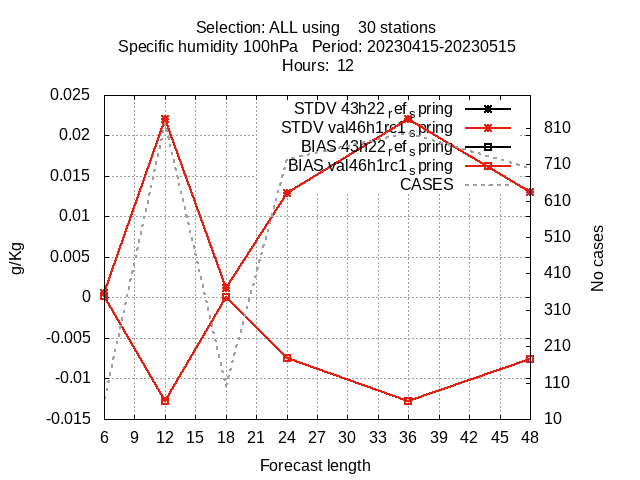 Selection: ALL using    30 stations
Specific humidity 100hPa   Period: 20230415-20230515
Hours:  12
STDV 43h22_ref_spring
STDV val46h1rc1_spring
BIAS 43h22_ref_spring
BIAS val46h1rc1_spring
CASES
0.025
0.02
0.015
0.01
0.005
0
-0.005
-0.01
-0.015
g/Kg
810
710
610
510
410
310
210
110
10
No cases
6 9 12 15 18 21 24 27 30 33 36 39 42 45 48
Forecast length